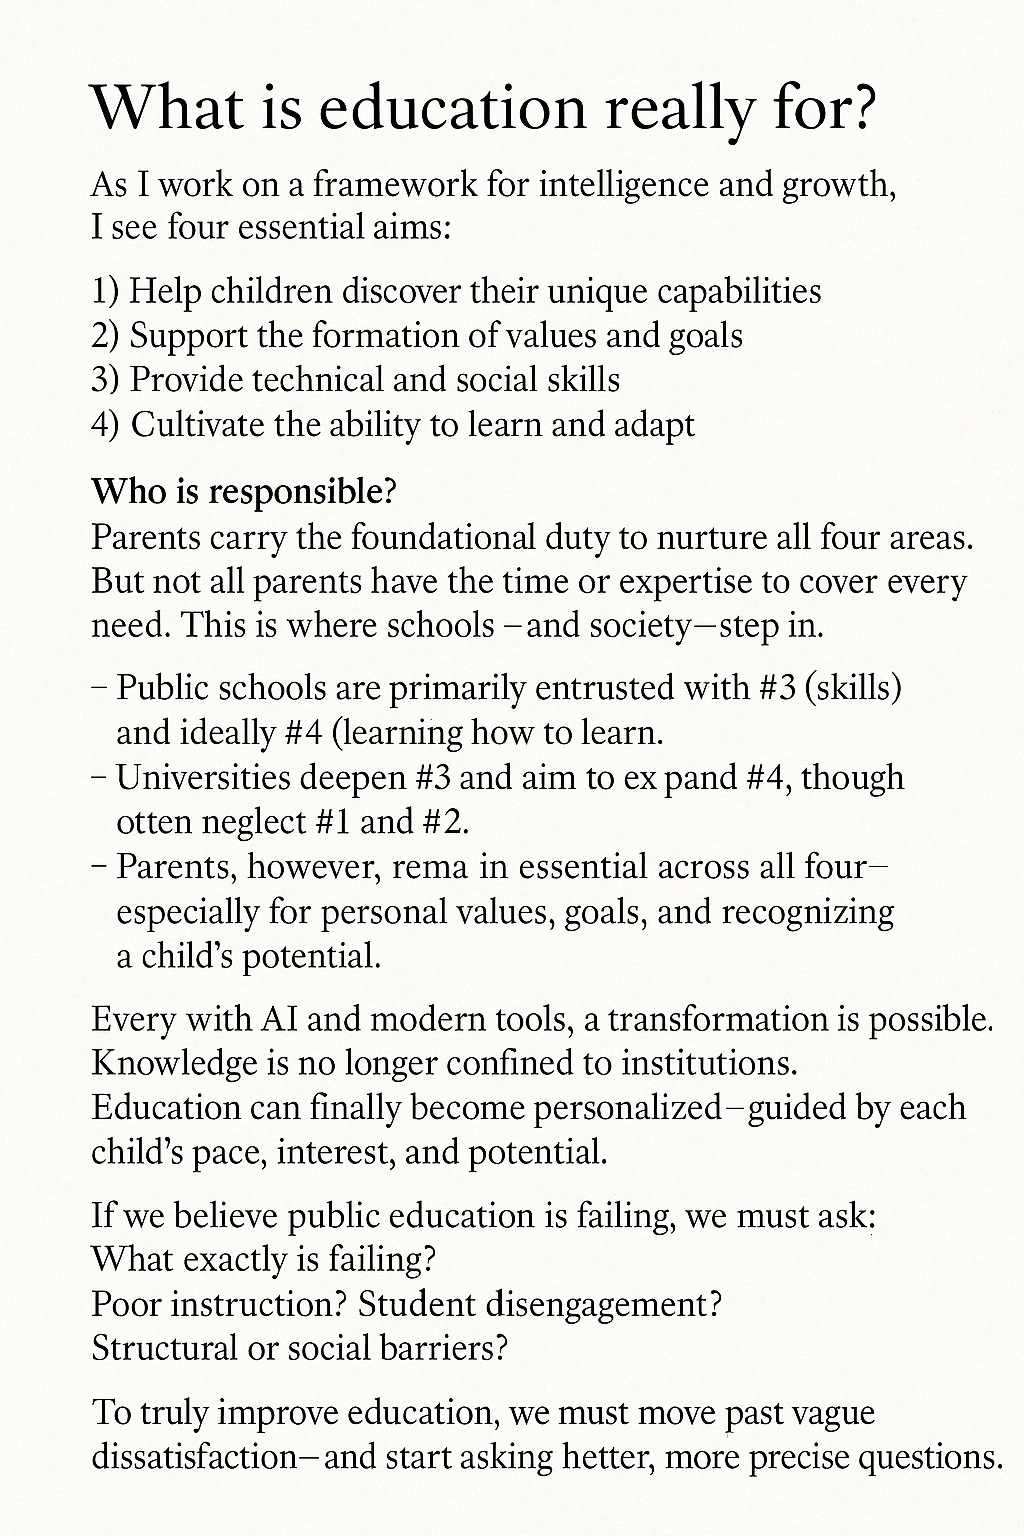 What is education really for?
As I work on a framework for intelligence and growth,
I see four essential aims:
1) Help children discover their unique capabilities
2) Support the formation of values and goals
3) Provide technical and social skills
4) Cultivate the ability to learn and adapt
Who is responsible?
Parents carry the foundational duty to nurture all four areas.
But not all parents have the time or expertise to cover every
need. This is where schools –and society—step in.
– Public schools are primarily entrusted with #3 (skills)
and ideally #4 (learning how to learn.
– Universities deepen #3 and aim to ex pand #4, though
otten neglect #1 and #2.
– Parents, however, rema in essential across all four—
especially for personal values, goals, and recognizing
a child’s potential.
Every with AI and modern tools, a transformation is possible.
Knowledge is no longer confined to institutions.
Education can finally become personalized—guided by each
child’s pace, interest, and potential.
If we believe public education is failing, we must ask:
What exactly is failing?
Poor instruction? Student disengagement?
Structural or social barriers?
To truly improve education, we must move past vague
dissatisfaction—and start asking hetter, more precise questions.